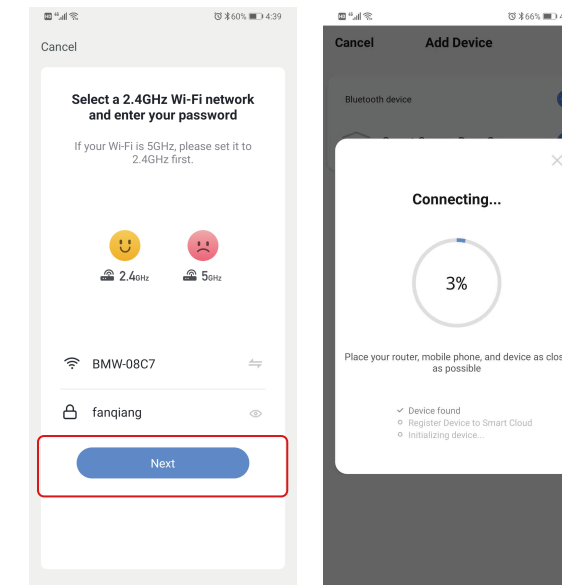 4:39
60%
Cancel
Select a 2.4GHz Wi-Fi network
and enter your password
If your Wi-Fi is 5GHz, please set it to
2.4GHz first.
2.4GHz
5GHz
BMW-08C7
fanqiang
Next
66%
Cancel
Add Device
Bluetooth device
Connecting...
3%
Place your router, mobile phone, and device as clos
as possible
Device found
Register Device to Smart Cloud
Initializing device...